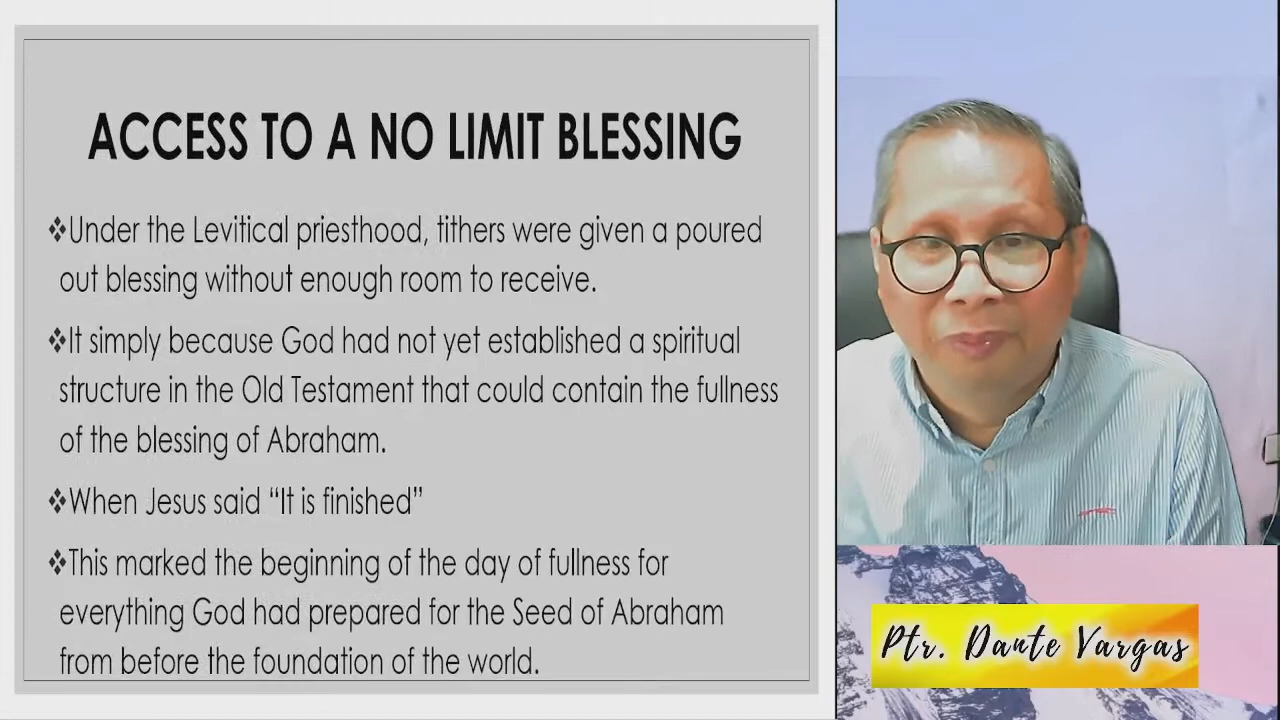 ACCESS TO A NO LIMIT BLESSING
❖Under the Levitical priesthood, tithers were given a poured
out blessing without enough room to receive.
❖It simply because God had not yet established a spiritual
structure in the Old Testament that could contain the fullness
of the blessing of Abraham.
❖When Jesus said “It is finished”
❖This marked the beginning of the day of fullness for
everything God had prepared for the Seed of Abraham
from before the foundation of the world.
Ptr. Dante Vargas